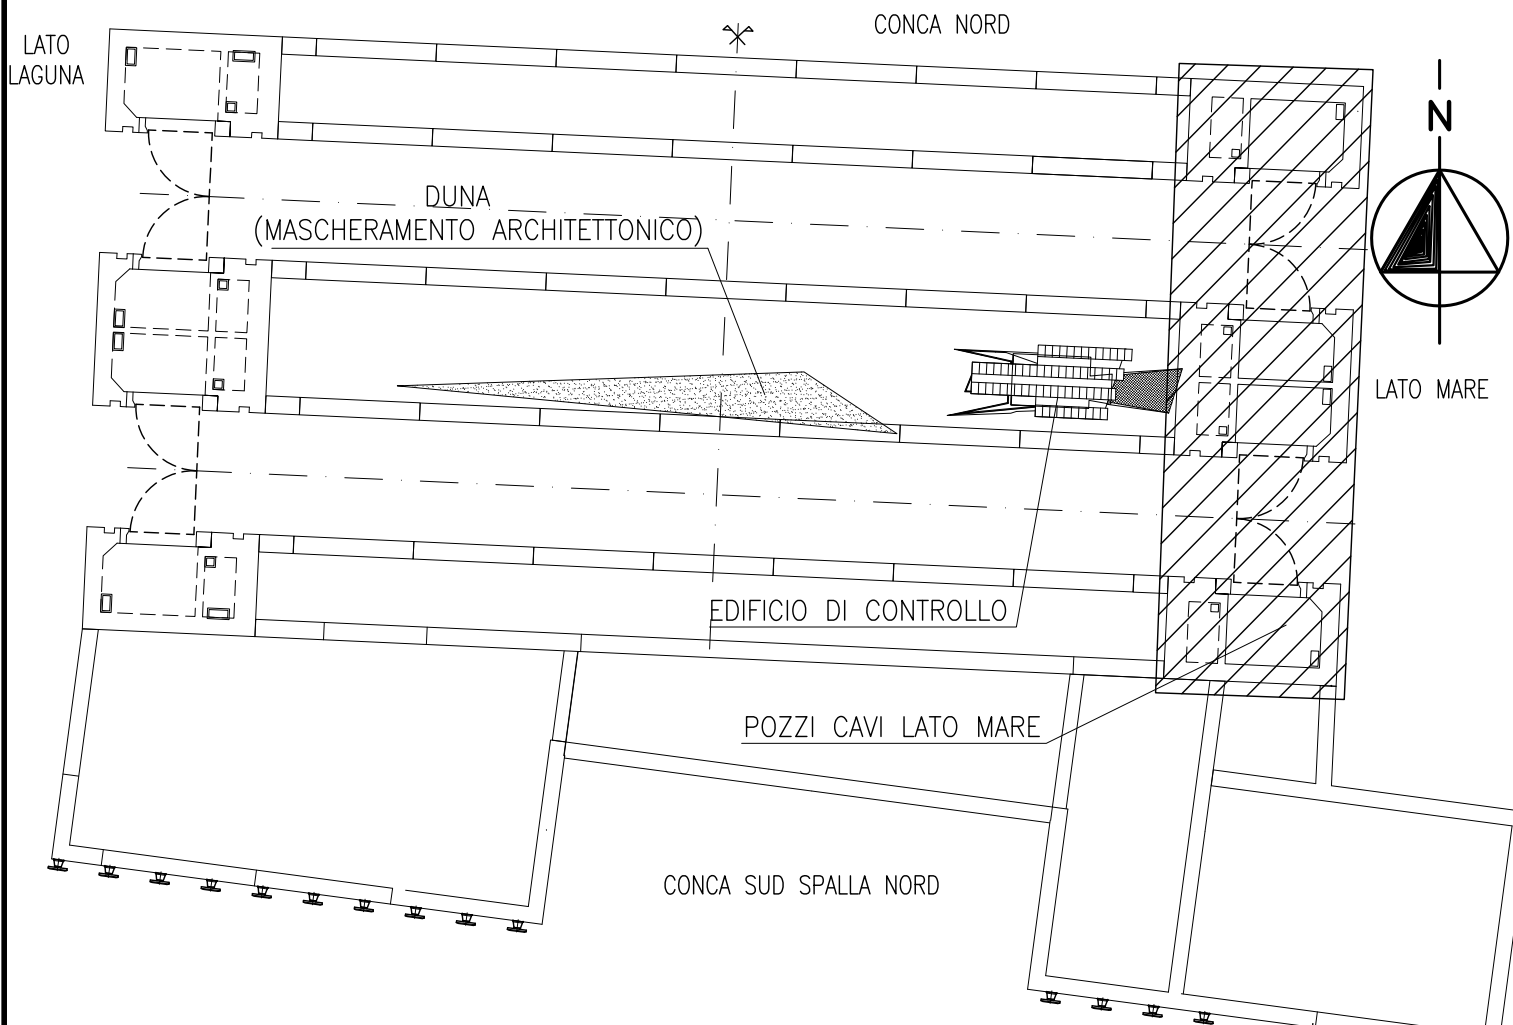 CONCA NORD
LATO
LAGUNA
N
DUNA
(MASCHERAMENTO ARCHITETTONICO)
LATO MARE
EDIFICIO DI CONTROLLO
POZZI CAVI LATO MARE
CONCA SUD SPALLA NORD